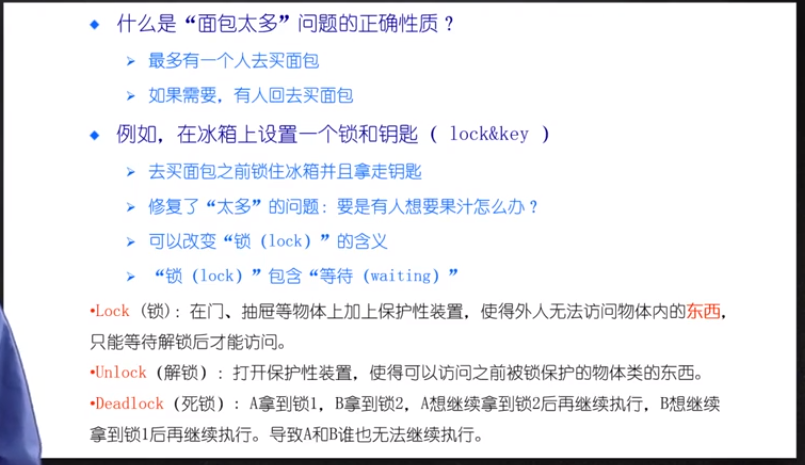 什么是“面包太多”问题的正确性质？
最多有一个人去买面包
如果需要，有人回去买面包
例如，在冰箱上设置一个锁和钥匙（ lock&key ）
去买面包之前锁住冰箱并且拿走钥匙
修复了“太多”的问题：要是有人想要果汁怎么办？
可以改变“锁（lock）”的含义
“锁（lock）”包含“等待（waiting）”
•Lock（锁）：在门、抽屉等物体上加上保护性装置，使得外人无法访问物体内的东西，
只能等待解锁后才能访问。
•Unlock（解锁）：打开保护性装置，使得可以访问之前被锁保护的物体类的东西。
•Deadlock（死锁）：A拿到锁1，B拿到锁2，A想继续拿到锁2后再继续执行，B想继续
拿到锁1后再继续执行。导致A和B谁也无法继续执行。